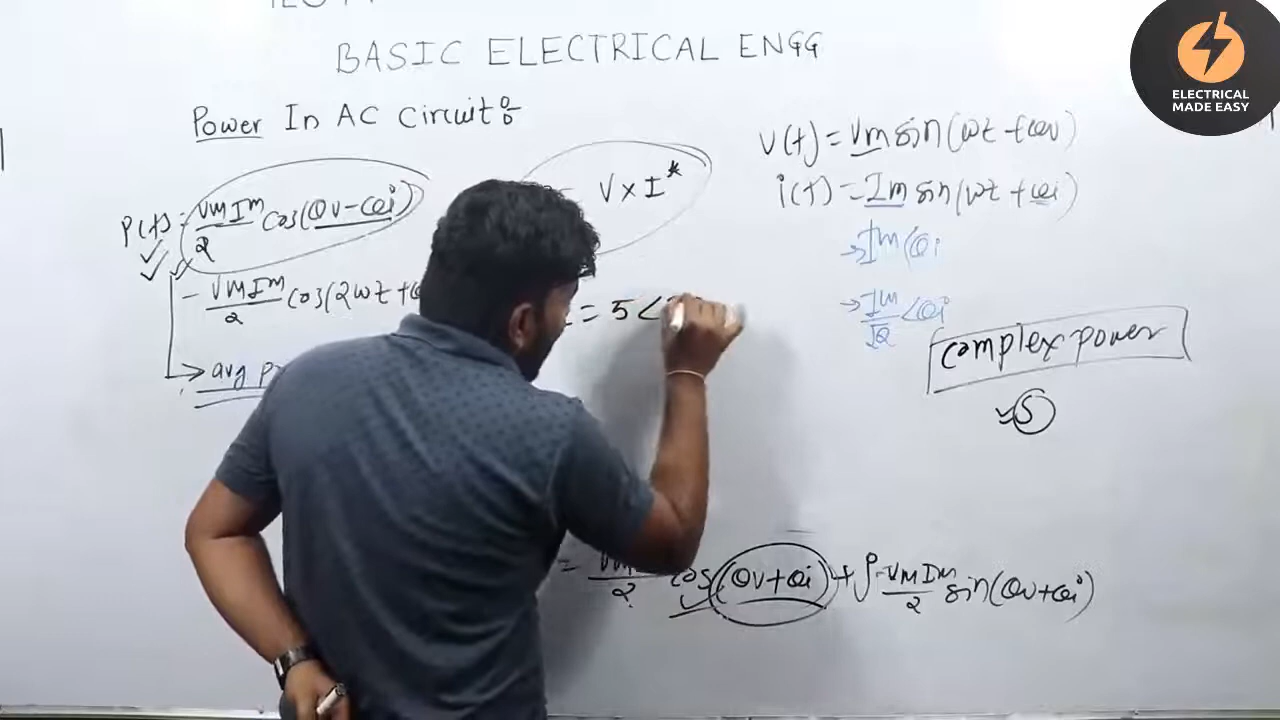 BASIC ELECTRICAL ENGG
ELECTRICAL
MADE EASY
Power In AC Circuit :-
P(t) = VmIm/2 cos(θv-θi)
- VmIm/2 cos(2ωt+
avg p
V × I*
= 5∠
v(t) = Vm sin(ωt+θv)
i(t) = Im sin(ωt+θi)
→ Im∠θi
→ Im/√2 ∠θi
complex power
S
= 2 cos(θv+θi) + j VmIm/2 sin(θv+θi)